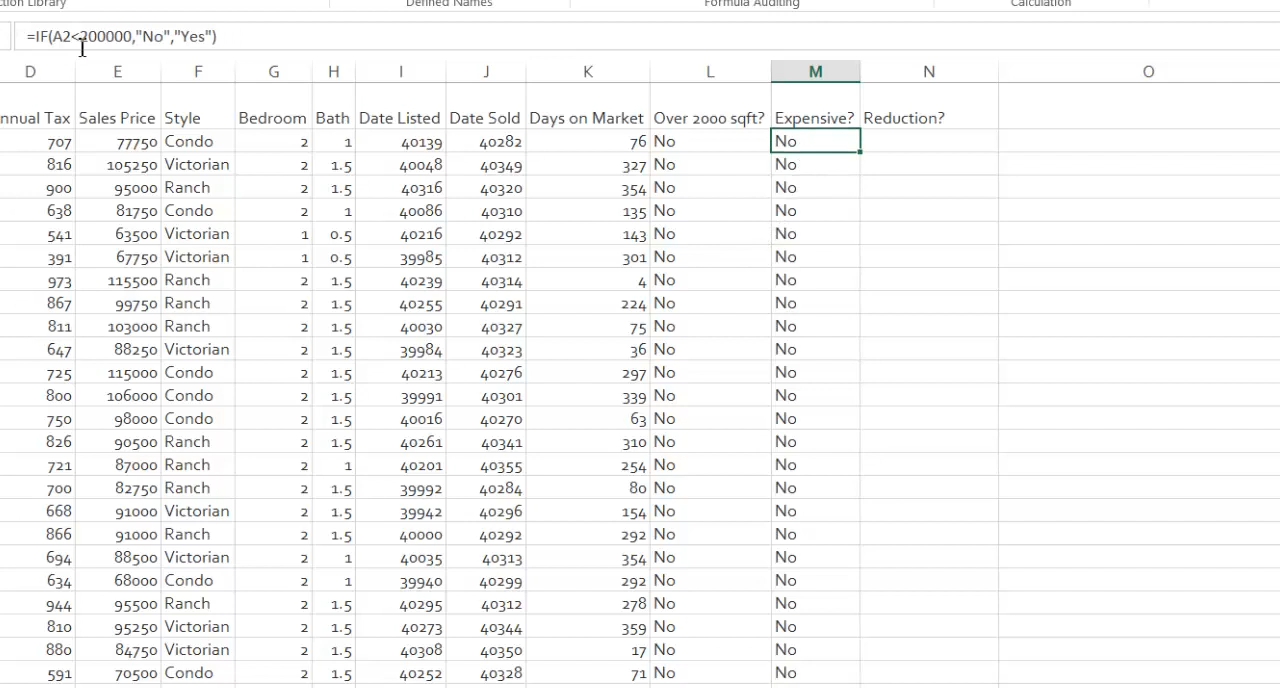 ction Library Defined Names Formula Auditing Calculation
=IF(A2<200000,"No","Yes")
D E F G H I J K L M N O
nnual Tax Sales Price Style Bedroom Bath Date Listed Date Sold Days on Market Over 2000 sqft? Expensive? Reduction?
707 77750 Condo 2 1 40139 40282 76 No No
816 105250 Victorian 2 1.5 40048 40349 327 No No
900 95000 Ranch 2 1.5 40316 40320 354 No No
638 81750 Condo 2 1 40086 40310 135 No No
541 63500 Victorian 1 0.5 40216 40292 143 No No
391 67750 Victorian 1 0.5 39985 40312 301 No No
973 115500 Ranch 2 1.5 40239 40314 4 No No
867 99750 Ranch 2 1.5 40255 40291 224 No No
811 103000 Ranch 2 1.5 40030 40327 75 No No
647 88250 Victorian 2 1.5 39984 40323 36 No No
725 115000 Condo 2 1.5 40213 40276 297 No No
800 106000 Condo 2 1.5 39991 40301 339 No No
750 98000 Condo 2 1.5 40016 40270 63 No No
826 90500 Ranch 2 1.5 40261 40341 310 No No
721 87000 Ranch 2 1 40201 40355 254 No No
700 82750 Ranch 2 1.5 39992 40284 80 No No
668 91000 Victorian 2 1.5 39942 40296 154 No No
866 91000 Ranch 2 1.5 40000 40292 292 No No
694 88500 Victorian 2 1 40035 40313 354 No No
634 68000 Condo 2 1 39940 40299 292 No No
944 95500 Ranch 2 1.5 40295 40312 278 No No
810 95250 Victorian 2 1.5 40273 40344 359 No No
880 84750 Victorian 2 1.5 40308 40350 17 No No
591 70500 Condo 2 1.5 40252 40328 71 No No